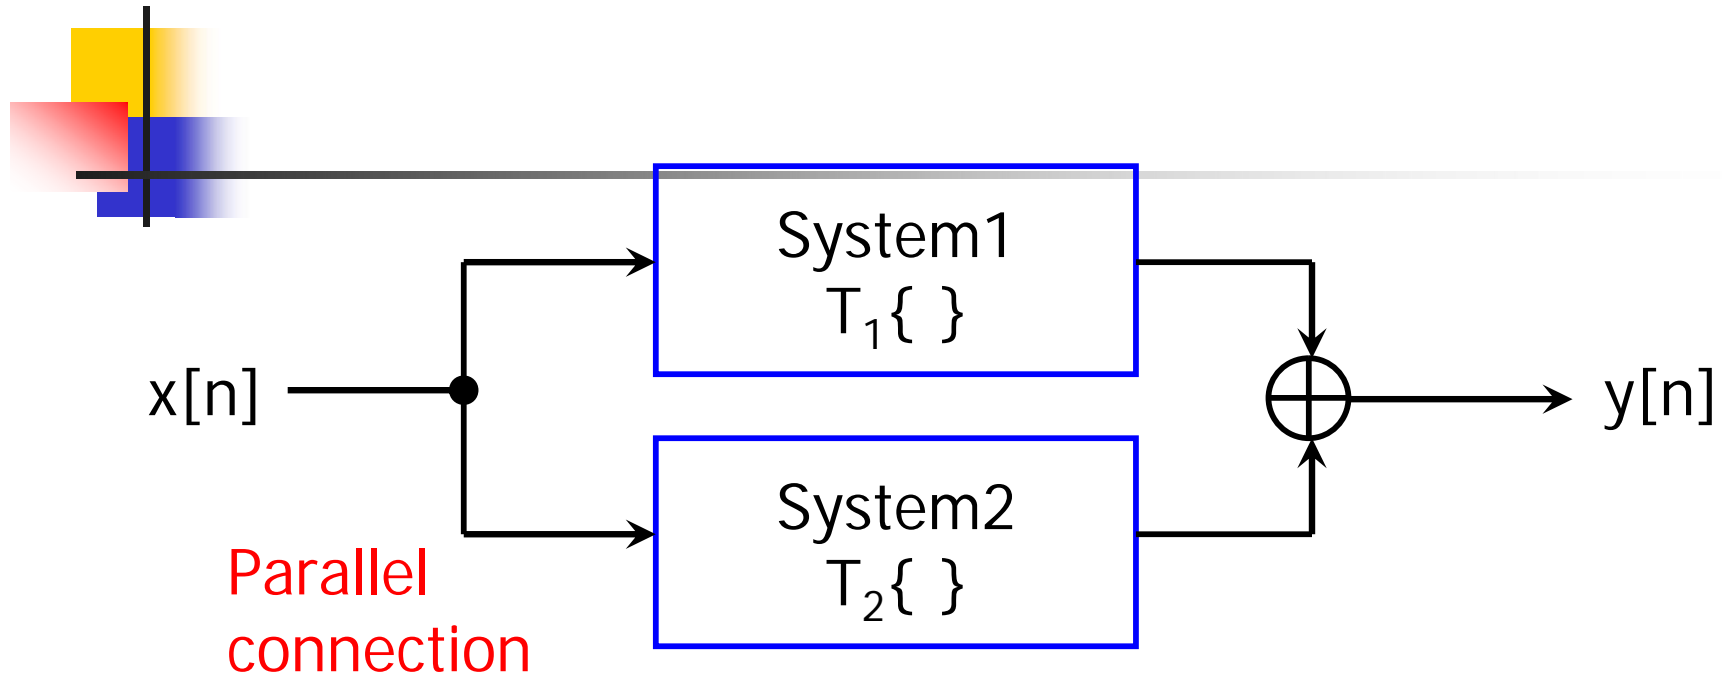 System1
T₁{ }
x[n]
y[n]
System2
T₂{ }
Parallel
connection